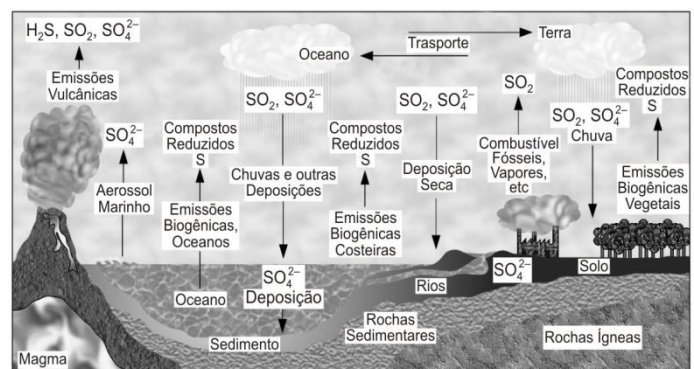 H₂S, SO₂, SO₄²⁻
Emissões
Vulcânicas
SO₄²⁻
Aerossol
Marinho
Compostos
Reduzidos
S
Emissões
Biogênicas,
Oceanos
Oceano
Oceano
SO₂, SO₄²⁻
Chuvas e outras
Deposições
SO₄²⁻
Deposição
Sedimento
Compostos
Reduzidos
S
Emissões
Biogênicas
Costeiras
Trasporte
SO₂, SO₄²⁻
Deposição
Seca
Rios
Rochas
Sedimentares
SO₂
Combustível
Fósseis,
Vapores,
etc
SO₄²⁻
Terra
SO₂, SO₄²⁻
Chuva
Solo
Compostos
Reduzidos
S
Emissões
Biogênicas
Vegetais
Rochas Ígneas
Magma